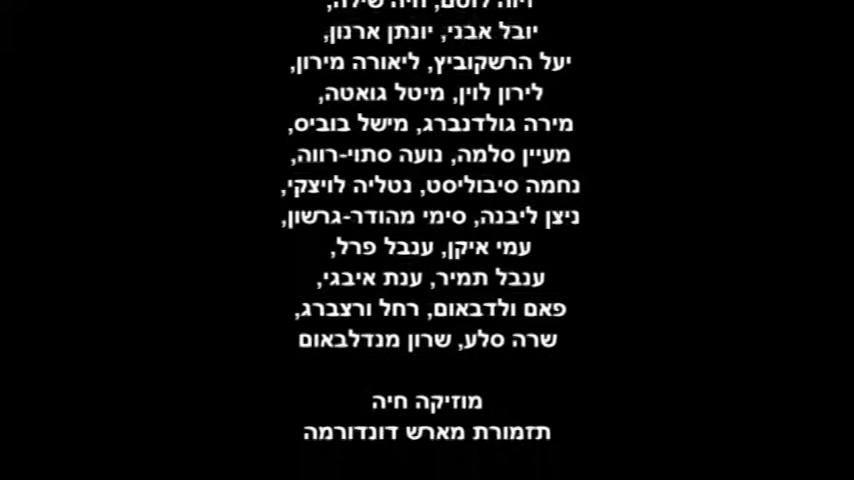 חיה שילה,
יובל אבני, יונתן ארנון,
יעל הרשקוביץ, ליאורה מירון,
לירון לוין, מיטל גואטה,
מירה גולדנברג, מישל בוביס,
מעיין סלמה, נועה סתוי-רווה,
נחמה סיבוליסט, נטליה לויצקי,
ניצן ליבנה, סימי מהודר-גרשון,
עמי איקן, ענבל פרל,
ענבל תמיר, ענת איבגי,
פאם ולדבאום, רחל ורצברג,
שרה סלע, שרון מנדלבאום
מוזיקה חיה
תזמורת מארש דונדורמה